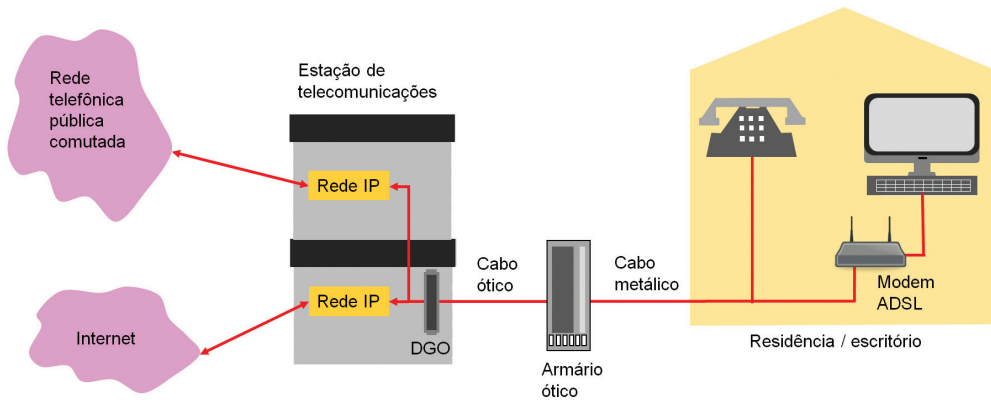 Rede
telefônica
pública
comutada
Estação de
telecomunicações
Rede IP
Rede IP
DGO
Internet
Cabo
ótico
Armário
ótico
Cabo
metálico
Modem
ADSL
Residência / escritório